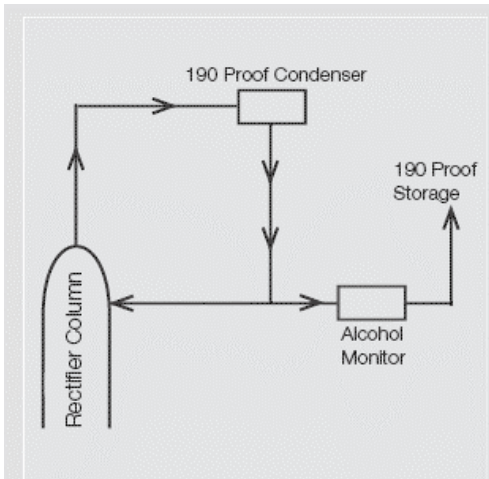 190 Proof Condenser
190 Proof
Storage
Rectifier Column
Alcohol
Monitor